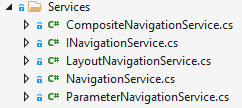 Services
C# CompositeNavigationService.cs
C# INavigationService.cs
C# LayoutNavigationService.cs
C# NavigationService.cs
C# ParameterNavigationService.cs